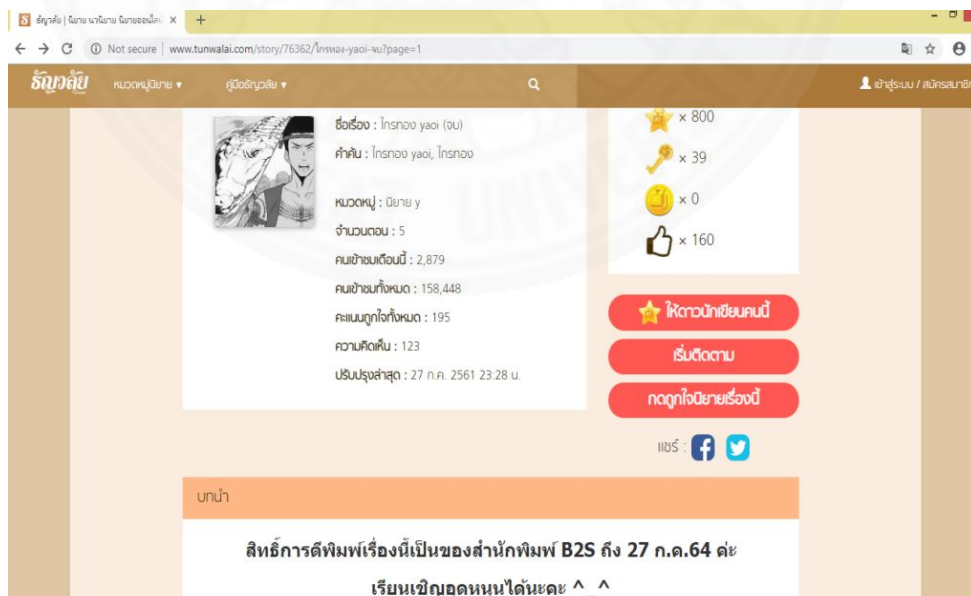 ธัญวลัย | นิยาย นวนิยาย นิยายออนไลน์
Not secure | www.tunwalai.com/story/76362/ไกรทอง-yaoi-จบ?page=1
ธัญวลัย หมวดหมู่นิยาย ▾ คู่มือธัญวลัย ▾ เข้าสู่ระบบ / สมัครสมาชิก
ชื่อเรื่อง : ไกรทอง yaoi (จบ)
คำค้น : ไกรทอง yaoi, ไกรทอง
หมวดหมู่ : นิยาย y
จำนวนตอน : 5
คนเข้าชมเดือนนี้ : 2,879
คนเข้าชมทั้งหมด : 158,448
คะแนนถูกใจทั้งหมด : 195
ความคิดเห็น : 123
ปรับปรุงล่าสุด : 27 ก.ค. 2561 23:28 น.
× 800
× 39
× 0
× 160
ให้ดาวนักเขียนคนนี้
เริ่มติดตาม
กดถูกใจนิยายเรื่องนี้
แชร์ :
บทนำ
สิทธิ์การตีพิมพ์เรื่องนี้เป็นของสำนักพิมพ์ B2S ถึง 27 ก.ค.64 ค่ะ
เรียนเชิญอุดหนุนได้นะคะ ^_^